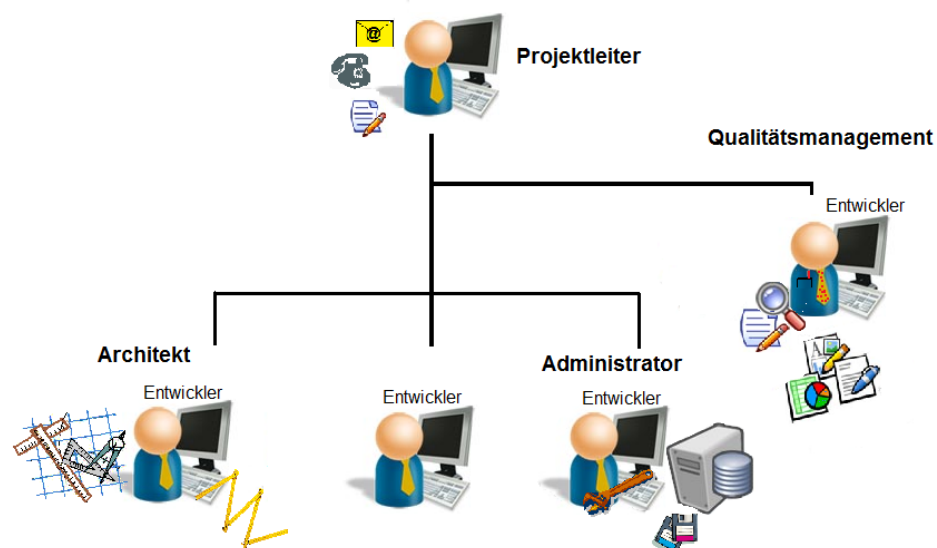 @
Projektleiter
Qualitätsmanagement
Entwickler
Architekt
Administrator
Entwickler
Entwickler
Entwickler
A